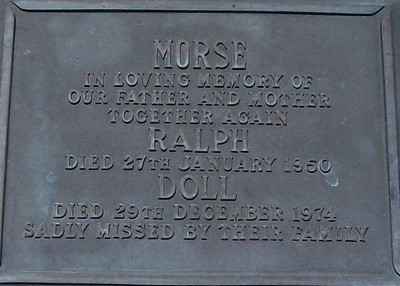 MORSE
IN LOVING MEMORY OF
OUR FATHER AND MOTHER
TOGETHER AGAIN
RALPH
DIED 27TH JANUARY 1950
DOLL
DIED 29TH DECEMBER 1974
SADLY MISSED BY THEIR FAMILY